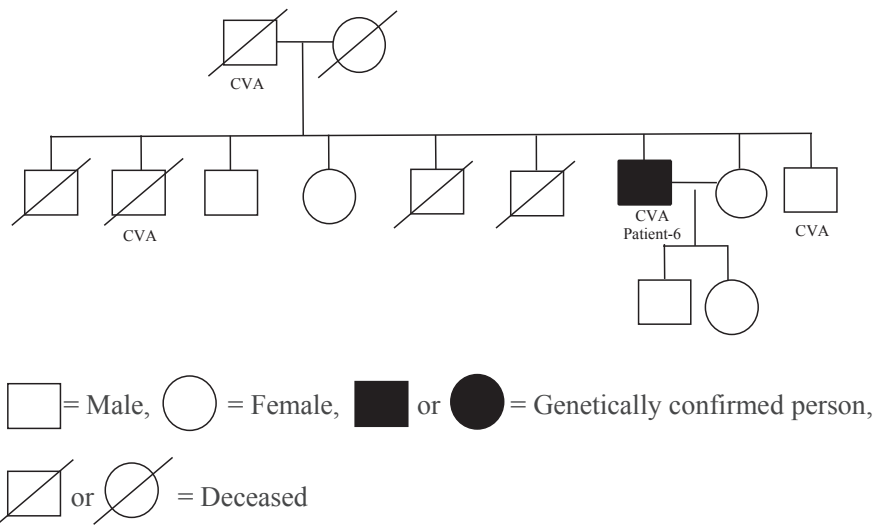 CVA
CVA
CVA
Patient-6
CVA
= Male, = Female, or = Genetically confirmed person,
or = Deceased